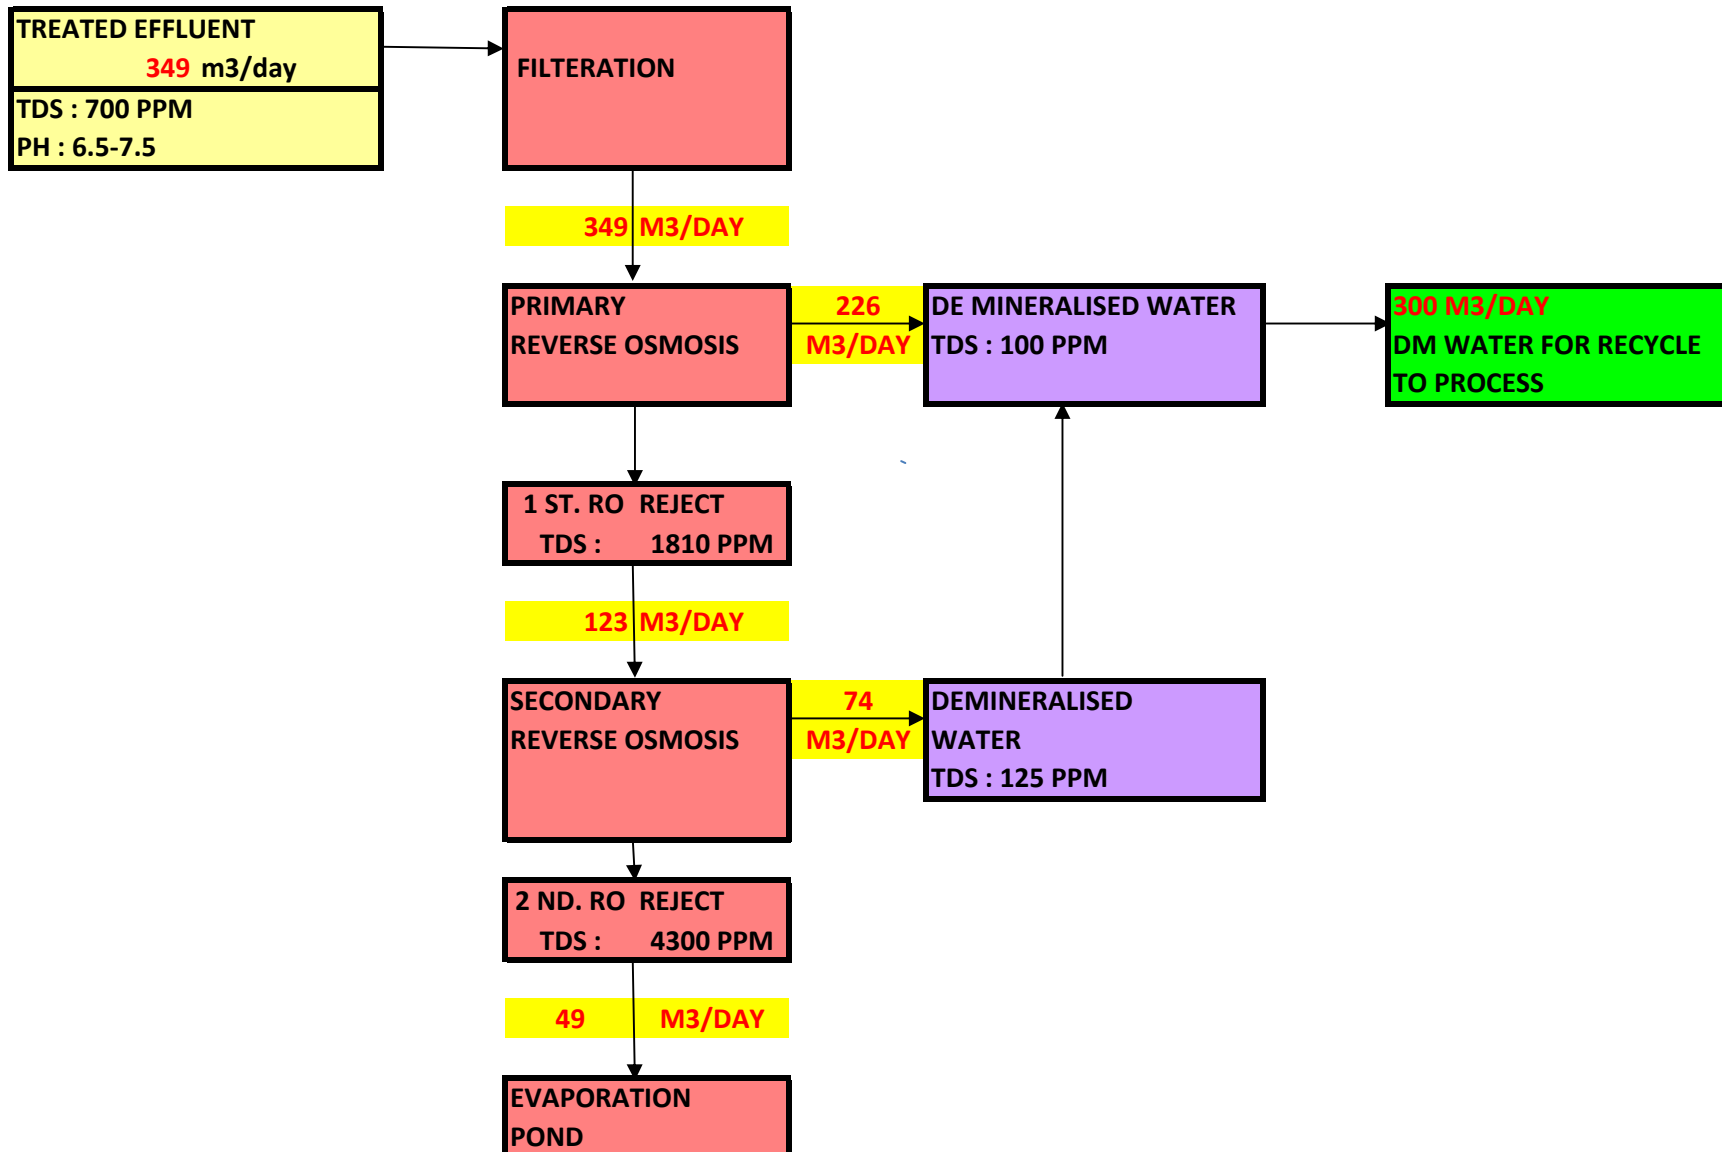 TREATED EFFLUENT
349 m3/day
TDS : 700 PPM
PH : 6.5-7.5
FILTERATION
349 M3/DAY
PRIMARY
REVERSE OSMOSIS
226
M3/DAY
DE MINERALISED WATER
TDS : 100 PPM
300 M3/DAY
DM WATER FOR RECYCLE
TO PROCESS
1 ST. RO REJECT
TDS : 1810 PPM
123 M3/DAY
SECONDARY
REVERSE OSMOSIS
74
M3/DAY
DEMINERALISED
WATER
TDS : 125 PPM
2 ND. RO REJECT
TDS : 4300 PPM
49 M3/DAY
EVAPORATION
POND